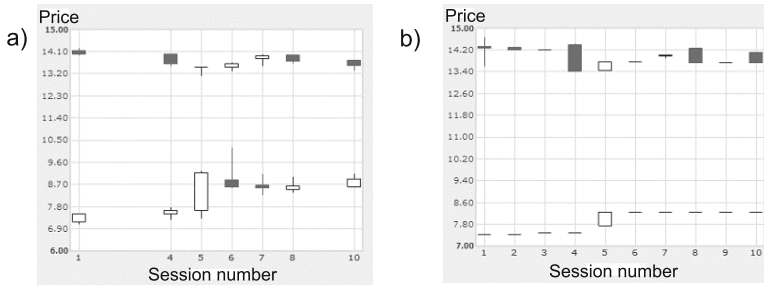 a)
Price
15.00
14.10
13.20
12.30
11.40
10.50
9.60
8.70
7.80
6.90
6.00
1 4 5 6 7 8 10
Session number
b)
Price
15.00
14.20
13.40
12.60
11.80
11.00
10.20
9.40
8.60
7.80
7.00
1 2 3 4 5 6 7 8 9 10
Session number